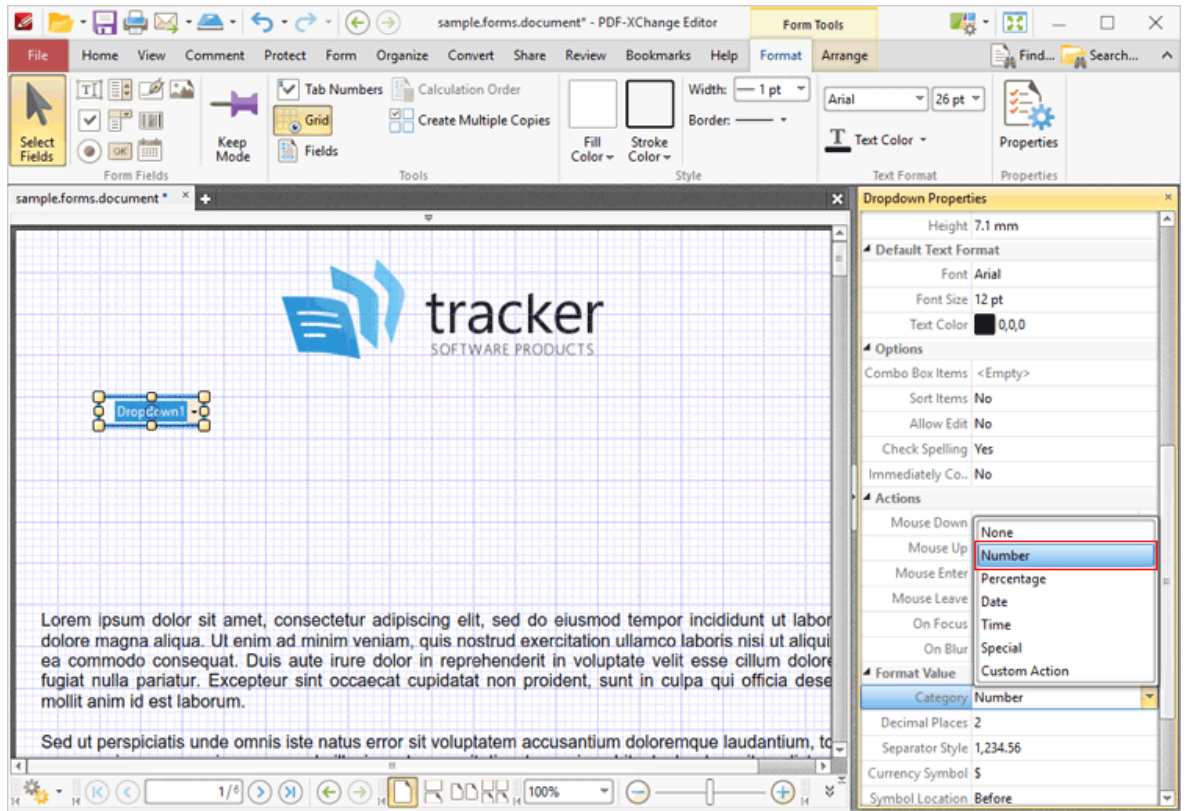 sample.forms.document* - PDF-XChange Editor
Form Tools
File Home View Comment Protect Form Organize Convert Share Review Bookmarks Help Format Arrange
Find... Search...
Select Fields
OK
Form Fields
Keep Mode
Tab Numbers
Grid
Fields
Calculation Order
Create Multiple Copies
Tools
Fill Color
Stroke Color
Width: 1 pt
Border:
Style
Arial 26 pt
T Text Color
Text Format
Properties
Properties
sample.forms.document *
Dropdown Properties
tracker
SOFTWARE PRODUCTS
Dropdown1
Lorem ipsum dolor sit amet, consectetur adipiscing elit, sed do eiusmod tempor incididunt ut labor
dolore magna aliqua. Ut enim ad minim veniam, quis nostrud exercitation ullamco laboris nisi ut aliqui
ea commodo consequat. Duis aute irure dolor in reprehenderit in voluptate velit esse cillum dolore
fugiat nulla pariatur. Excepteur sint occaecat cupidatat non proident, sunt in culpa qui officia dese
mollit anim id est laborum.
Sed ut perspiciatis unde omnis iste natus error sit voluptatem accusantium doloremque laudantium, to
Height 7.1 mm
Default Text Format
Font Arial
Font Size 12 pt
Text Color 0,0,0
Options
Combo Box Items <Empty>
Sort Items No
Allow Edit No
Check Spelling Yes
Immediately Co.. No
Actions
Mouse Down
Mouse Up
Mouse Enter
Mouse Leave
On Focus
On Blur
None
Number
Percentage
Date
Time
Special
Custom Action
Format Value
Category Number
Decimal Places 2
Separator Style 1,234.56
Currency Symbol $
Symbol Location Before
1/6
100%